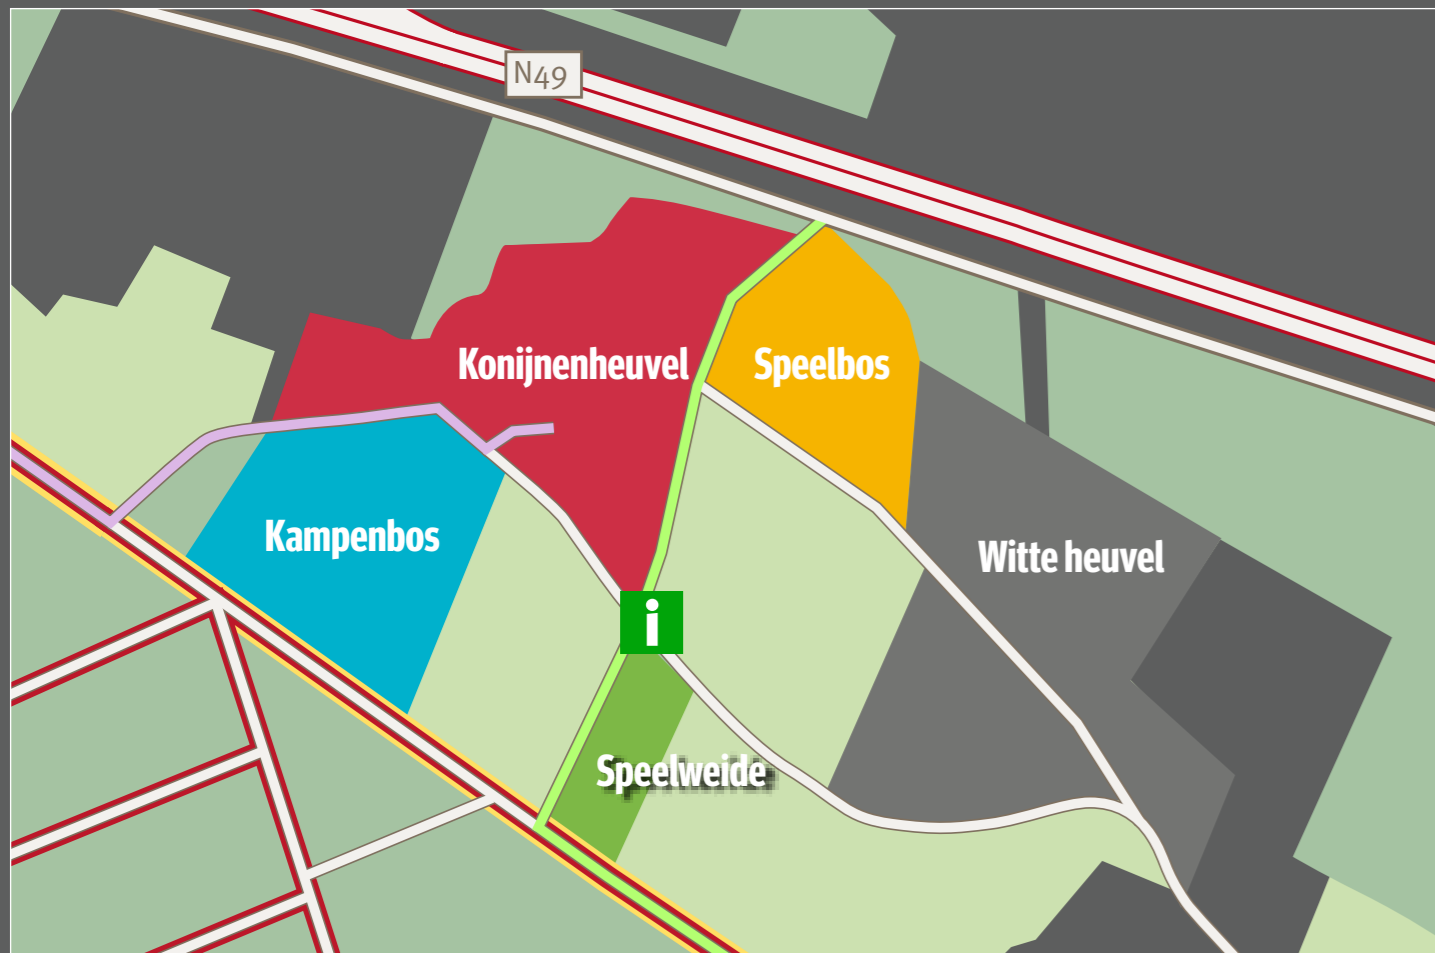 N49
Konijnenheuvel
Speelbos
Kampenbos
Witte heuvel
i
Speelweide